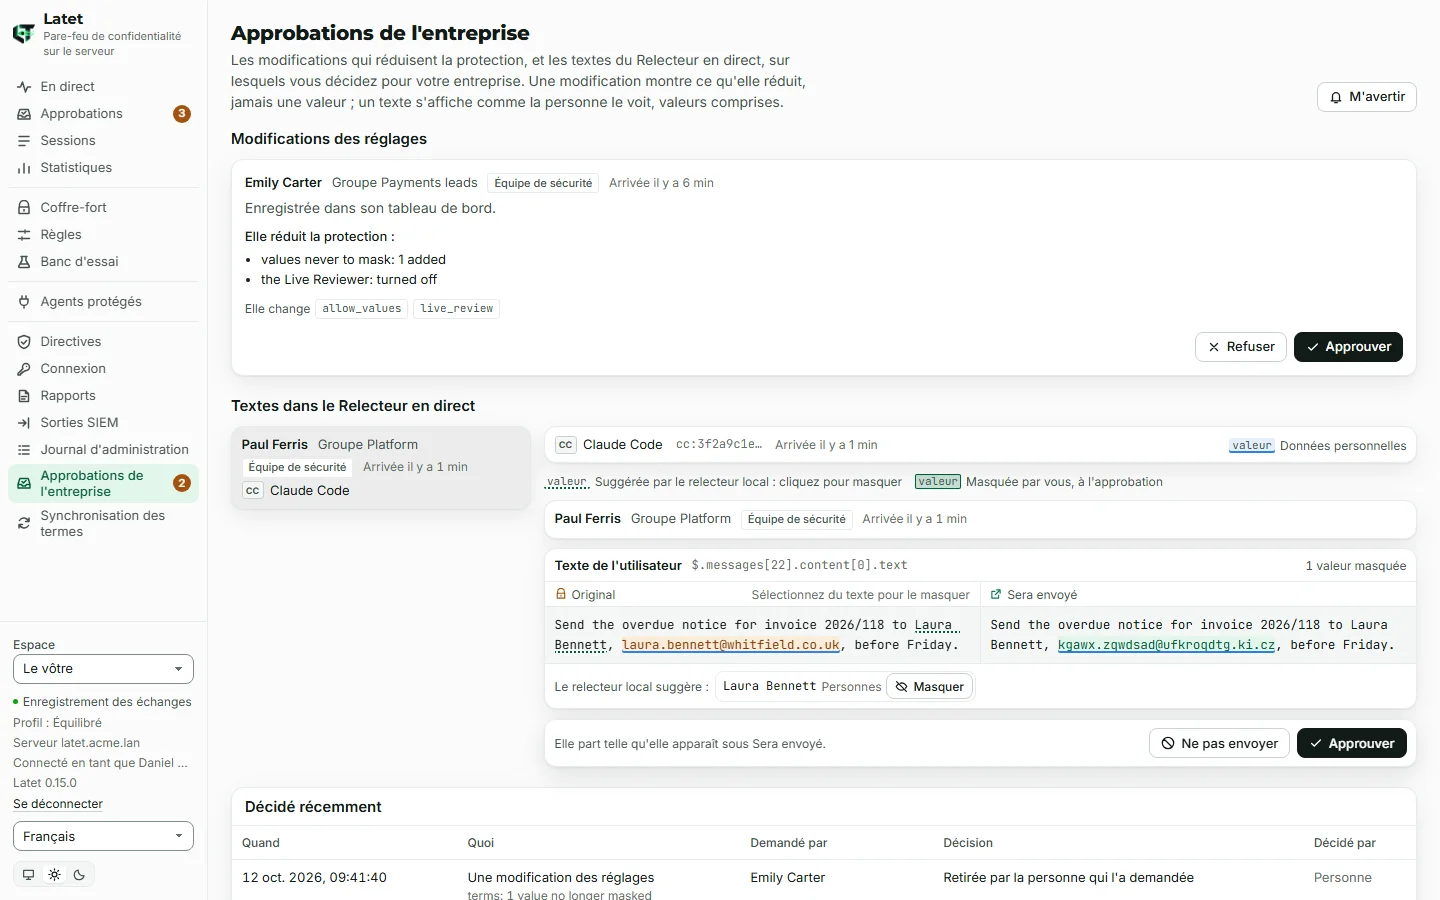 Latet
Pare-feu de confidentialité
sur le serveur
En direct
Approbations 3
Sessions
Statistiques
Coffre-fort
Règles
Banc d'essai
Agents protégés
Directives
Connexion
Rapports
Sorties SIEM
Journal d'administration
Approbations de
l'entreprise 2
Synchronisation des
termes
Espace
Le vôtre
Enregistrement des échanges
Profil : Équilibré
Serveur latet.acme.lan
Connecté en tant que Daniel ...
Latet 0.15.0
Se déconnecter
Français
Approbations de l'entreprise
Les modifications qui réduisent la protection, et les textes du Relecteur en direct, sur
lesquels vous décidez pour votre entreprise. Une modification montre ce qu'elle réduit,
jamais une valeur ; un texte s'affiche comme la personne le voit, valeurs comprises.
M'avertir
Modifications des réglages
Emily Carter Groupe Payments leads Équipe de sécurité Arrivée il y a 6 min
Enregistrée dans son tableau de bord.
Elle réduit la protection :
• values never to mask: 1 added
• the Live Reviewer: turned off
Elle change allow_values live_review
Refuser Approuver
Textes dans le Relecteur en direct
Paul Ferris Groupe Platform
Équipe de sécurité Arrivée il y a 1 min
CC Claude Code
CC Claude Code cc:3f2a9c1e… Arrivée il y a 1 min valeur Données personnelles
valeur Suggérée par le relecteur local : cliquez pour masquer valeur Masquée par vous, à l'approbation
Paul Ferris Groupe Platform Équipe de sécurité Arrivée il y a 1 min
Texte de l'utilisateur $.messages[22].content[0].text 1 valeur masquée
Original Sélectionnez du texte pour le masquer
Send the overdue notice for invoice 2026/118 to Laura
Bennett, laura.bennett@whitfield.co.uk, before Friday.
Sera envoyé
Send the overdue notice for invoice 2026/118 to Laura
Bennett, kgawx.zqwdsad@ufkroqdtg.ki.cz, before Friday.
Le relecteur local suggère : Laura Bennett Personnes Masquer
Elle part telle qu'elle apparaît sous Sera envoyé. Ne pas envoyer Approuver
Décidé récemment
Quand Quoi Demandé par Décision Décidé par
12 oct. 2026, 09:41:40 Une modification des réglages Emily Carter Retirée par la personne qui l'a demandée Personne
terms: 1 value no longer masked